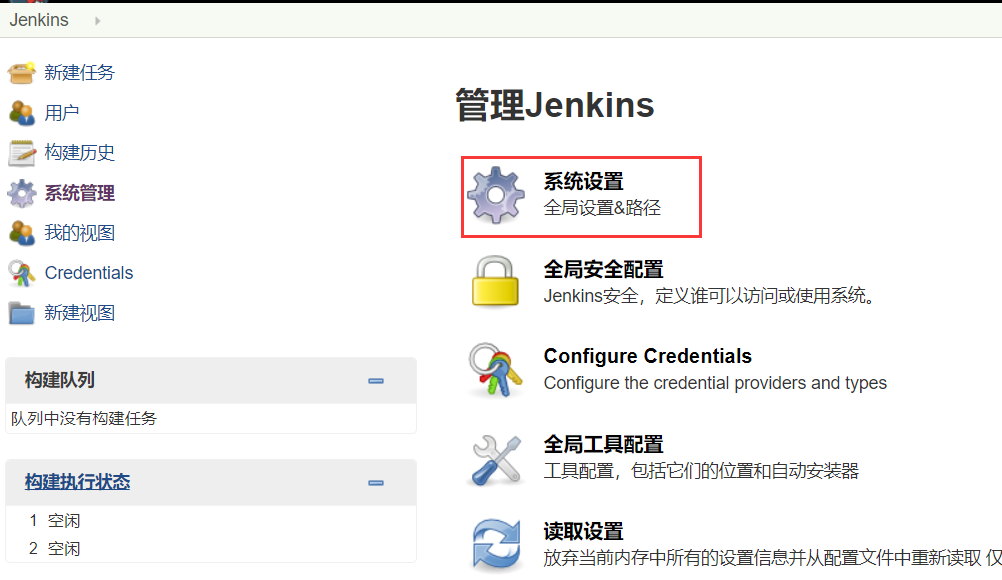 Jenkins
新建任务
用户
构建历史
系统管理
我的视图
Credentials
新建视图
构建队列
队列中没有构建任务
构建执行状态
1 空闲
2 空闲
管理Jenkins
系统设置
全局设置&路径
全局安全配置
Jenkins安全，定义谁可以访问或使用系统。
Configure Credentials
Configure the credential providers and types
全局工具配置
工具配置，包括它们的位置和自动安装器
读取设置
放弃当前内存中所有的设置信息并从配置文件中重新读取 仅